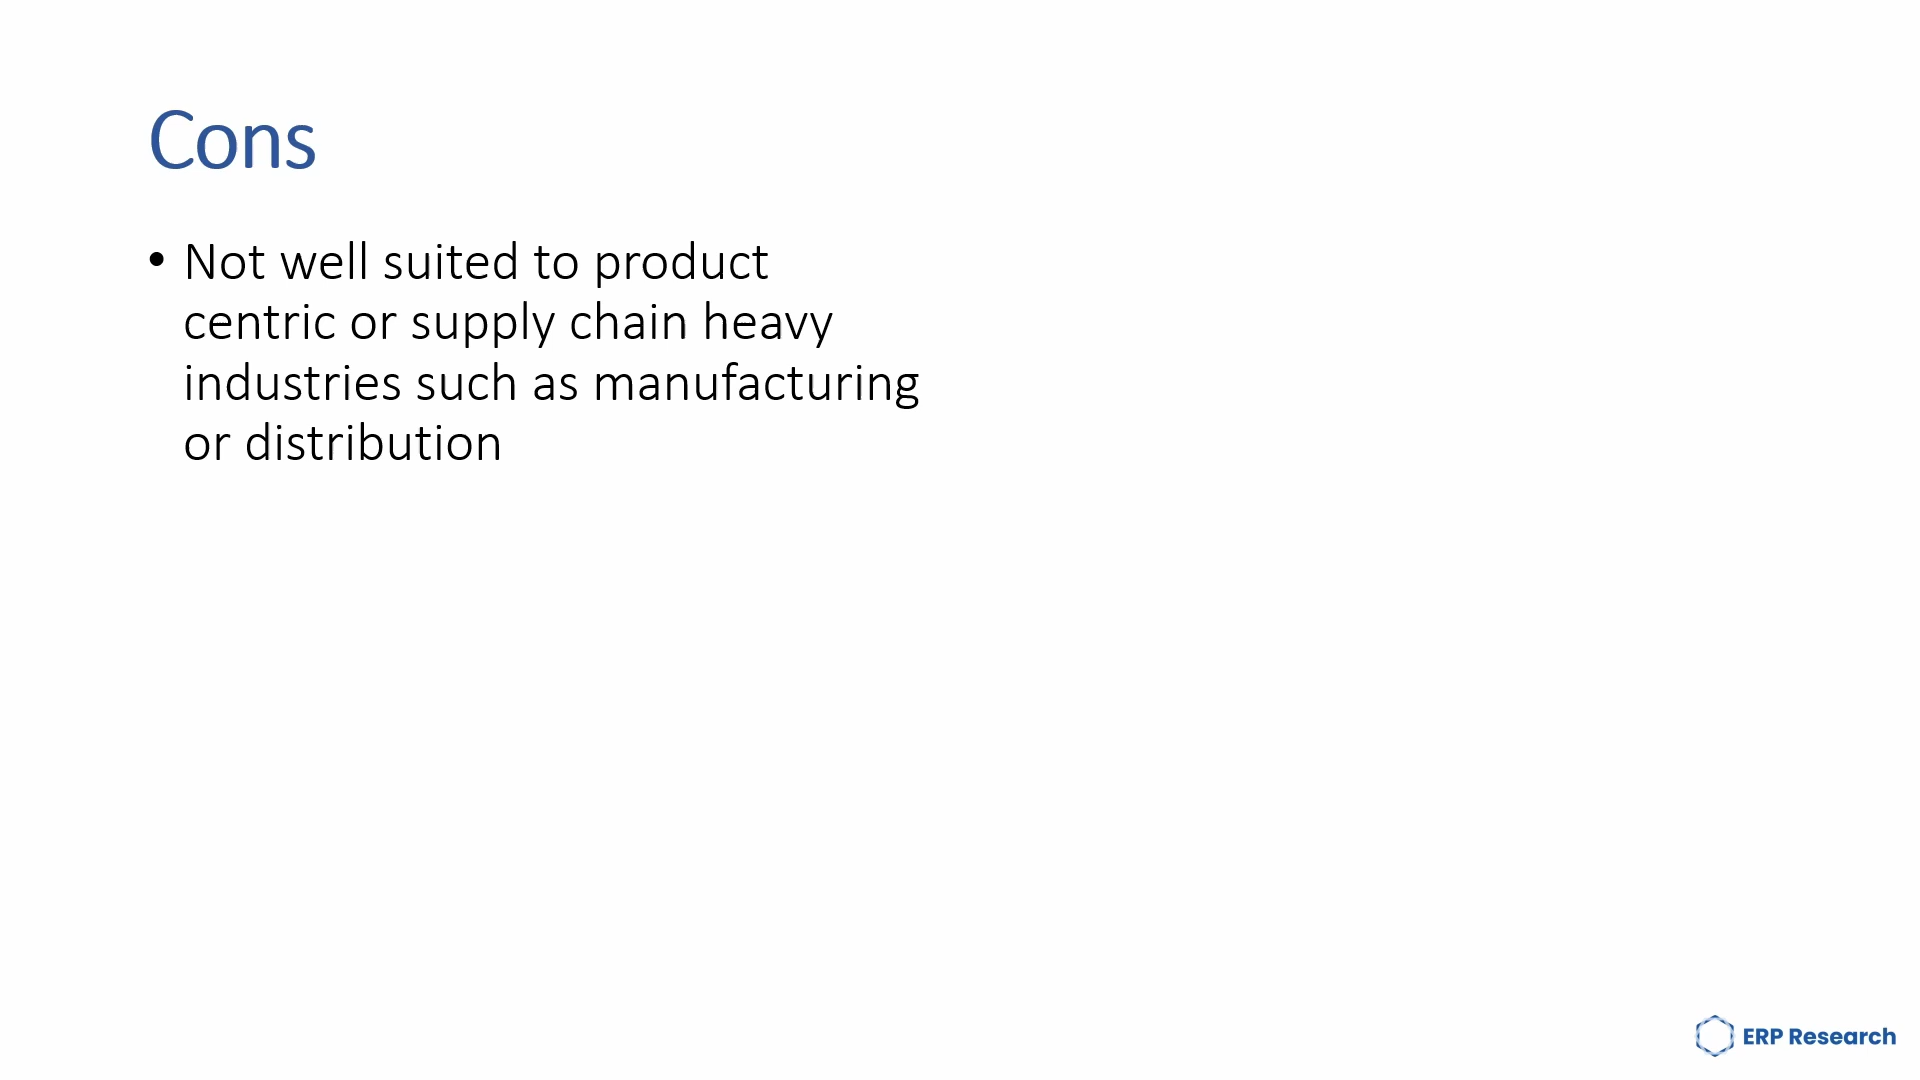 Cons
• Not well suited to product
centric or supply chain heavy
industries such as manufacturing
or distribution
ERP Research